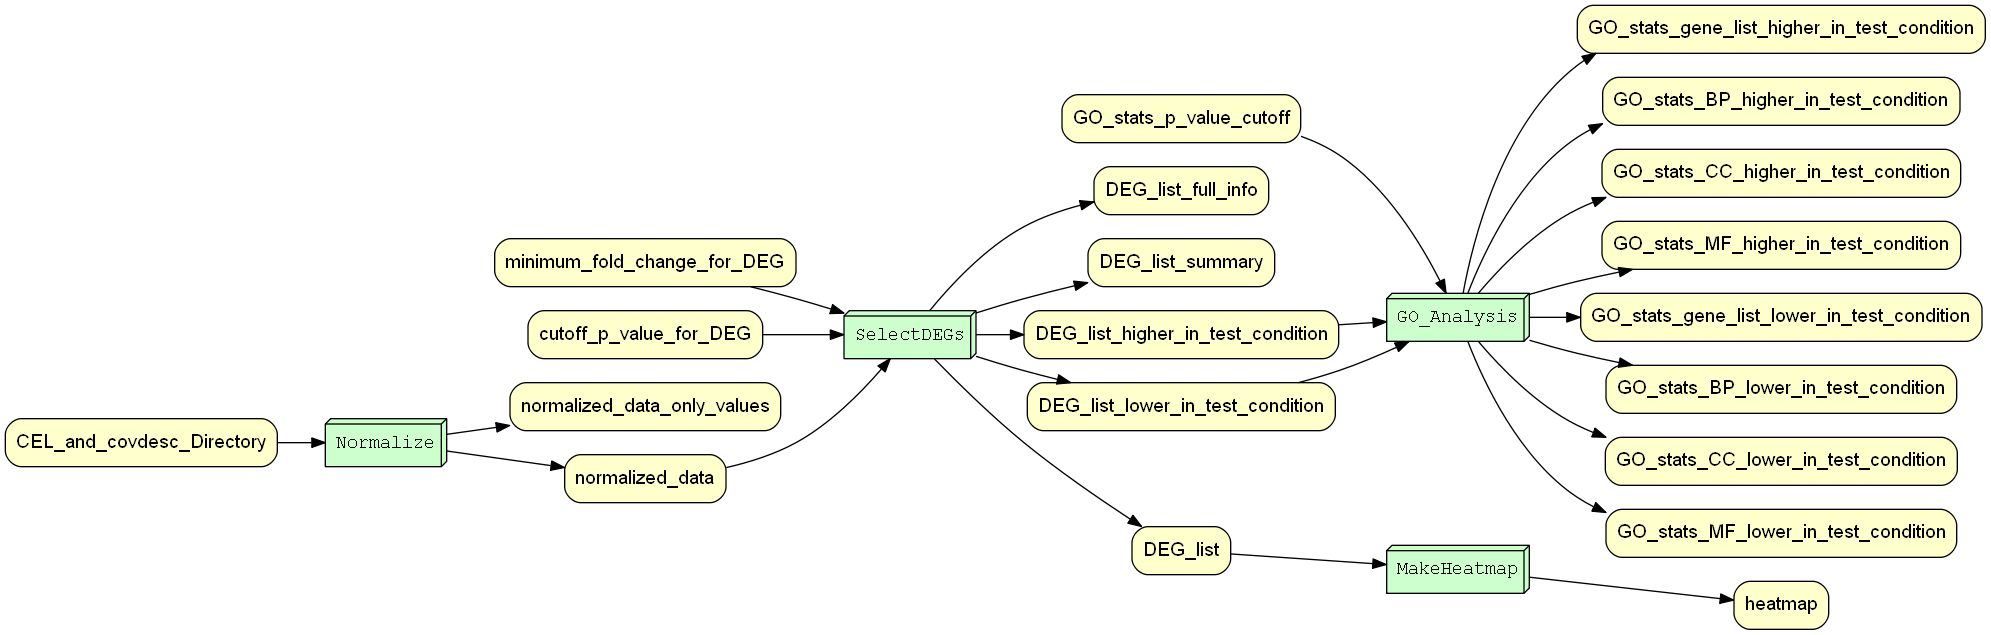 GO_stats_gene_list_higher_in_test_condition
GO_stats_BP_higher_in_test_condition
GO_stats_p_value_cutoff
GO_stats_CC_higher_in_test_condition
DEG_list_full_info
GO_stats_MF_higher_in_test_condition
minimum_fold_change_for_DEG
DEG_list_summary
GO_Analysis
GO_stats_gene_list_lower_in_test_condition
cutoff_p_value_for_DEG
SelectDEGs
DEG_list_higher_in_test_condition
GO_stats_BP_lower_in_test_condition
normalized_data_only_values
DEG_list_lower_in_test_condition
CEL_and_covdesc_Directory
Normalize
GO_stats_CC_lower_in_test_condition
normalized_data
GO_stats_MF_lower_in_test_condition
DEG_list
MakeHeatmap
heatmap